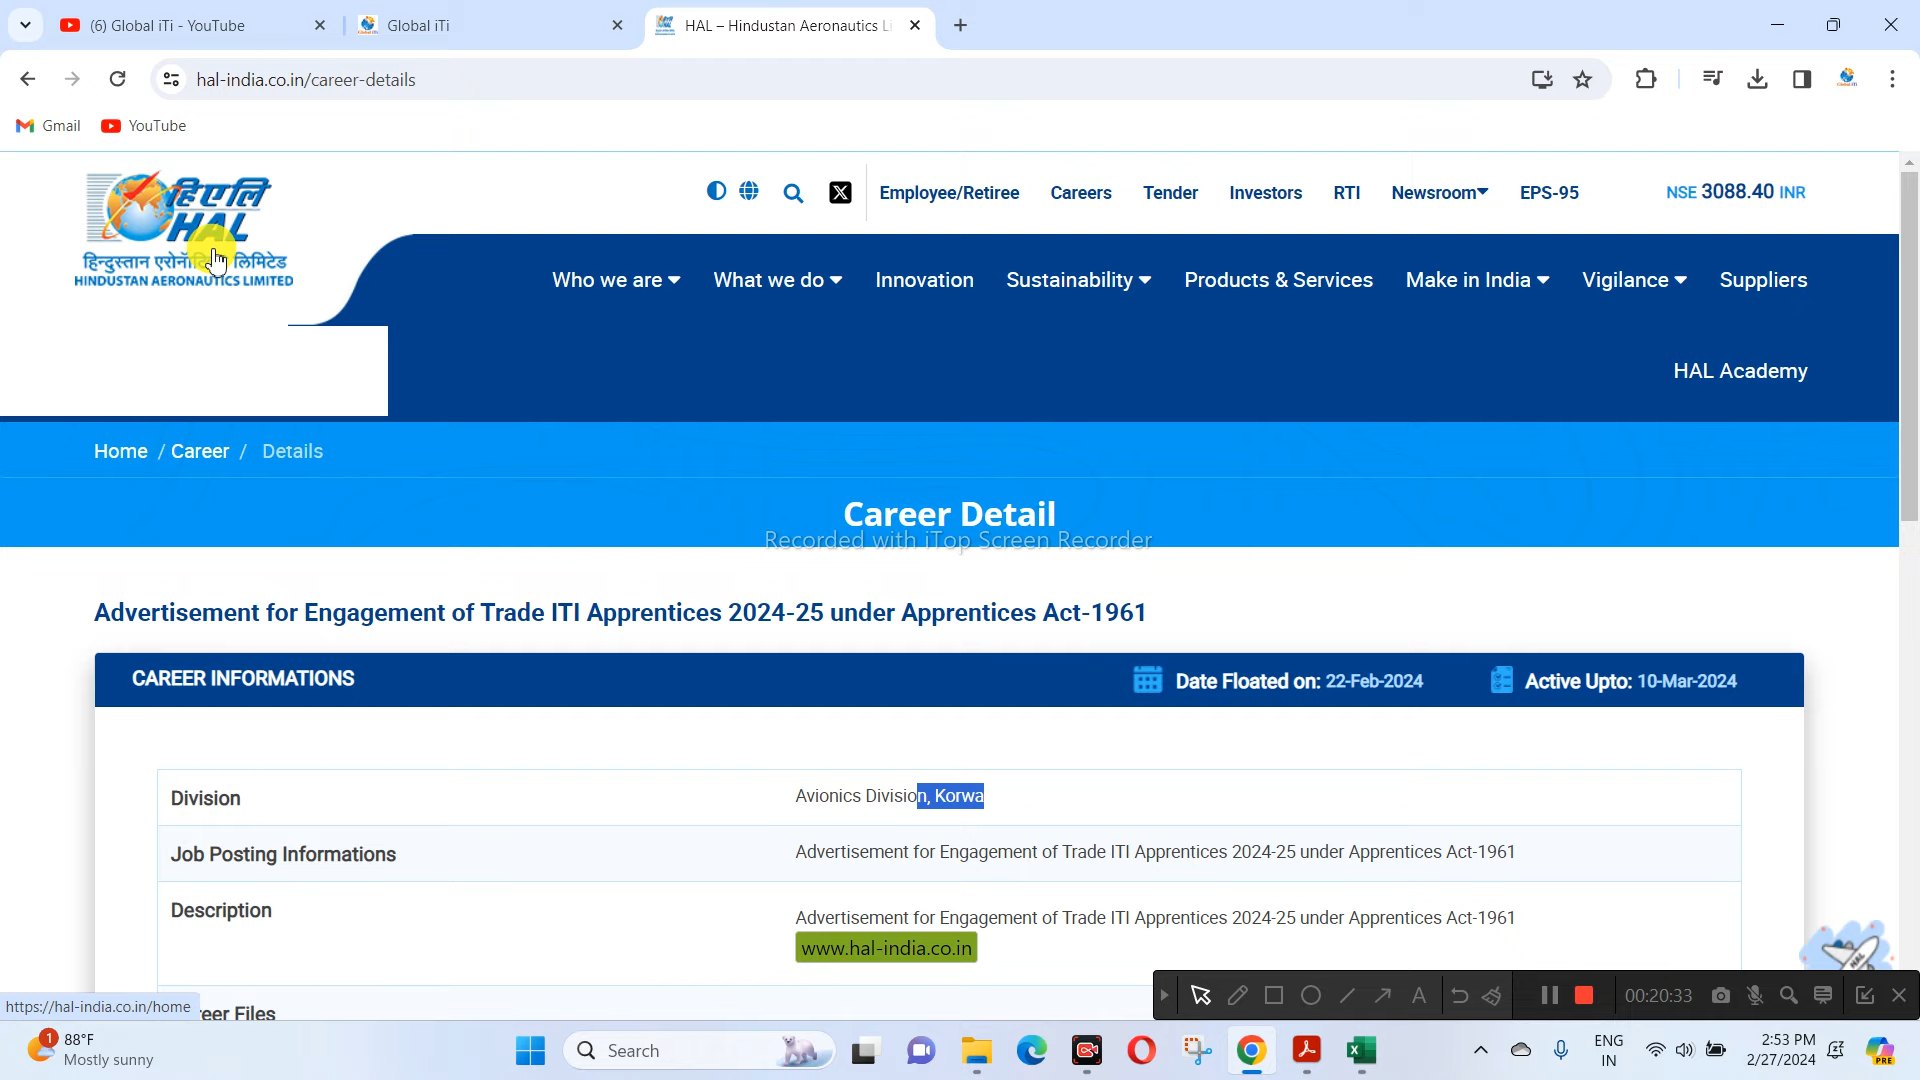 (6) Global iTi - YouTube
Global iTi
HAL – Hindustan Aeronautics Li
hal-india.co.in/career-details
Gmail
YouTube
हिएलि
HAL
हिन्दुस्तान लिमिटेड
HINDUSTAN AERONAUTICS LIMITED
Employee/Retiree Careers Tender Investors RTI Newsroom EPS-95 NSE 3088.40 INR
Who we are What we do Innovation Sustainability Products & Services Make in India Vigilance Suppliers
HAL Academy
Home / Career / Details
Career Detail
Recorded with iTop Screen Recorder
Advertisement for Engagement of Trade ITI Apprentices 2024-25 under Apprentices Act-1961
CAREER INFORMATIONS
Date Floated on: 22-Feb-2024
Active Upto: 10-Mar-2024
Division
Avionics Division, Korwa
Job Posting Informations
Advertisement for Engagement of Trade ITI Apprentices 2024-25 under Apprentices Act-1961
Description
Advertisement for Engagement of Trade ITI Apprentices 2024-25 under Apprentices Act-1961
www.hal-india.co.in
Files
https://hal-india.co.in/home
A
00:20:33
1
88°F
Mostly sunny
Search
ENG
IN
2:53 PM
2/27/2024
PRE